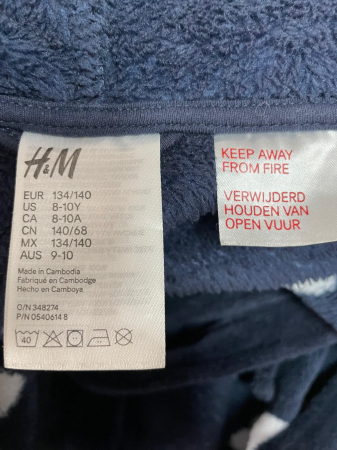 H&M
EUR 134/140
US 8-10Y
CA 8-10A
CN 140/68
MX 134/140
AUS 9-10
Made in Cambodia
Fabriqué en Cambodge
Hecho en Camboya
O/N 348274
P/N 0540614 8
40
KEEP AWAY
FROM FIRE
VERWIJDERD
HOUDEN VAN
OPEN VUUR